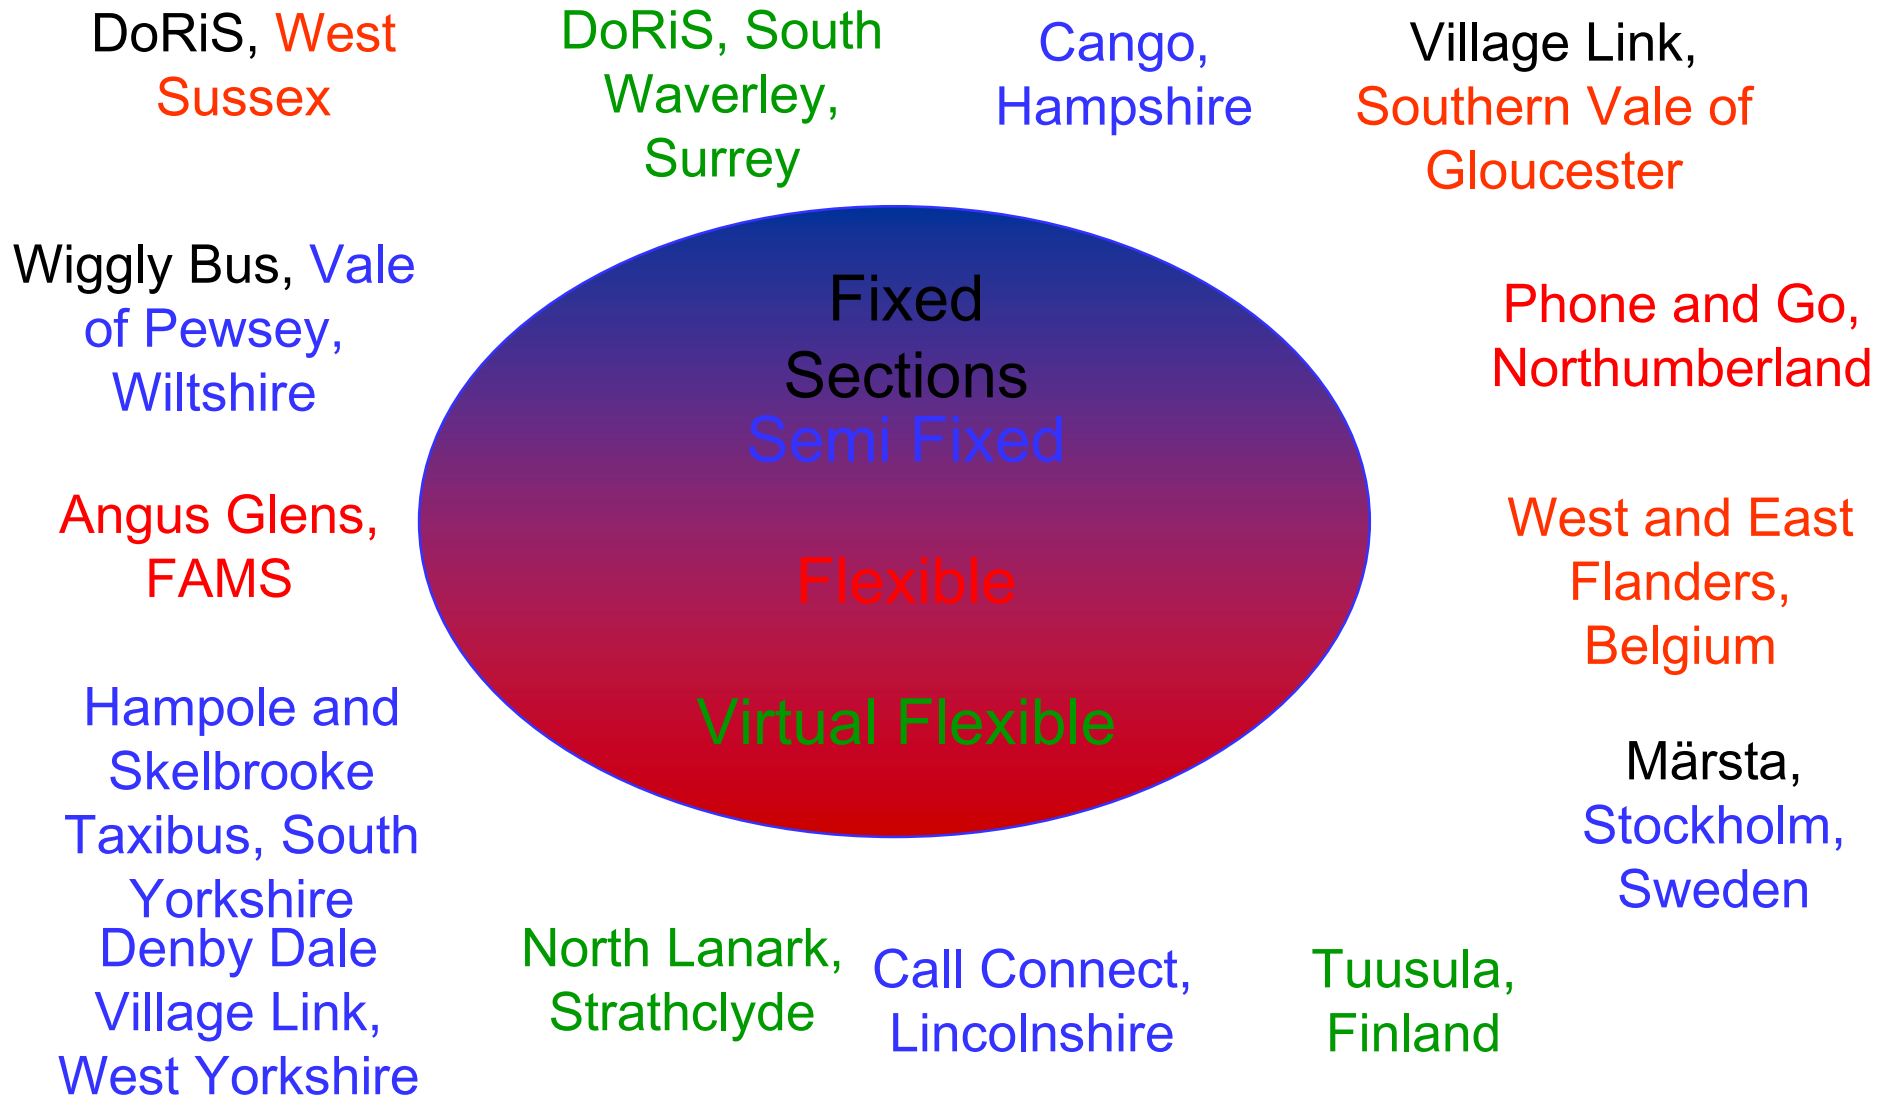 DoRiS, West
Sussex
DoRiS, South
Waverley,
Surrey
Cango,
Hampshire
Village Link,
Southern Vale of
Gloucester
Wiggly Bus, Vale
of Pewsey,
Wiltshire
Fixed
Sections
Semi Fixed
Flexible
Virtual Flexible
Phone and Go,
Northumberland
Angus Glens,
FAMS
West and East
Flanders,
Belgium
Hampole and
Skelbrooke
Taxibus, South
Yorkshire
Märsta,
Stockholm,
Sweden
Denby Dale
Village Link,
West Yorkshire
North Lanark,
Strathclyde
Call Connect,
Lincolnshire
Tuusula,
Finland